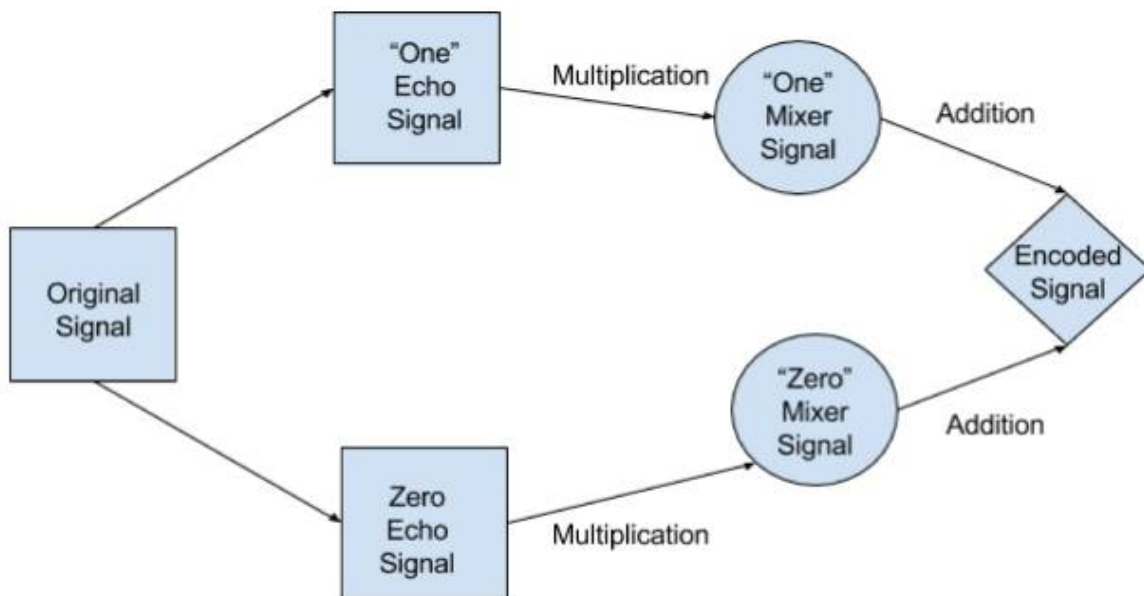 “One”
Echo
Signal
Multiplication
“One”
Mixer
Signal
Addition
Original
Signal
Encoded
Signal
Zero
Echo
Signal
Multiplication
“Zero”
Mixer
Signal
Addition